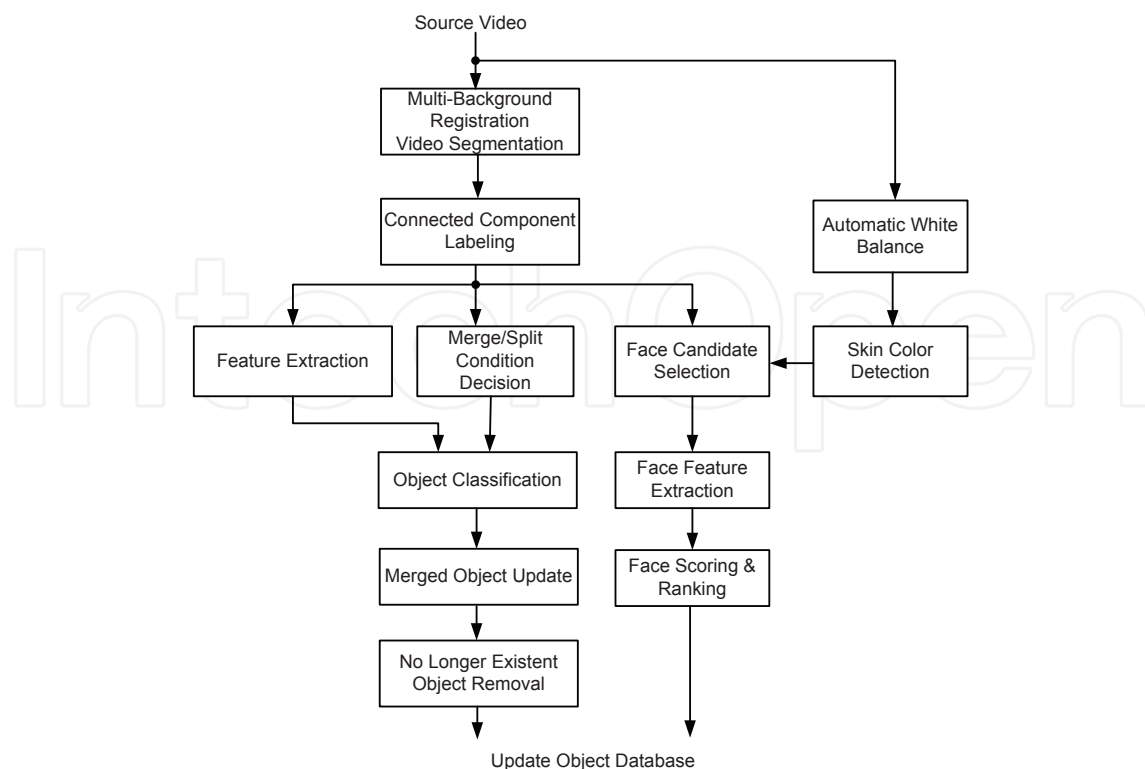 Source Video
Multi-Background
Registration
Video Segmentation
Connected Component
Labeling
Automatic White
Balance
Feature Extraction
Merge/Split
Condition
Decision
Face Candidate
Selection
Skin Color
Detection
Object Classification
Face Feature
Extraction
Merged Object Update
Face Scoring &
Ranking
No Longer Existent
Object Removal
Update Object Database
IntechOpen